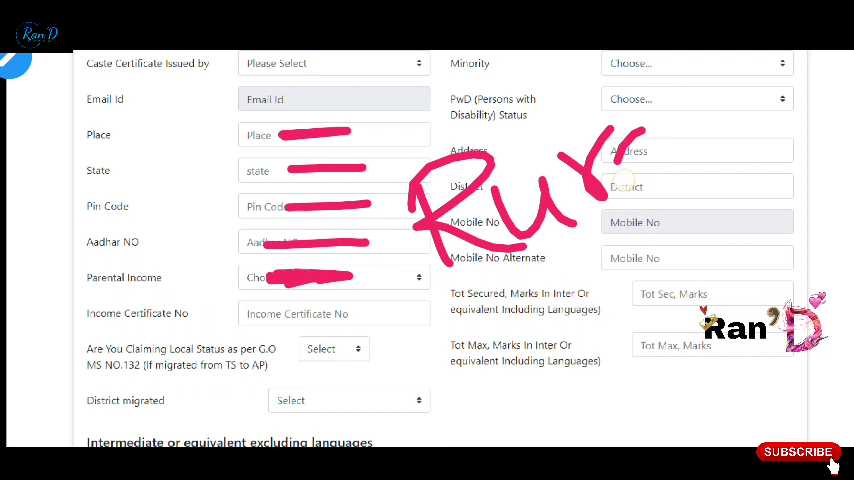 Ran'D
Caste Certificate Issued by
Please Select
Minority
Choose...
Email Id
Email Id
PwD (Persons with
Disability) Status
Choose...
Place
Place
Address
Address
State
state
District
District
Pin Code
Pin Code
Mobile No
Mobile No
Aadhar NO
Mobile No Alternate
Mobile No
Parental Income
Tot Secured, Marks In Inter Or
equivalent Including Languages)
Tot Sec, Marks
Income Certificate No
Income Certificate No
Ran'D
Are You Claiming Local Status as per G.O
MS NO.132 (If migrated from TS to AP)
Select
Tot Max, Marks In Inter Or
equivalent Including Languages)
Tot Max, Marks
District migrated
Select
Intermediate or equivalent excluding languages
SUBSCRIBE